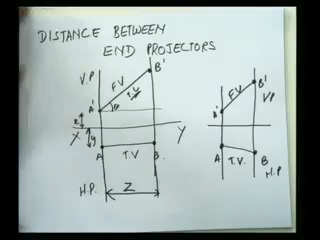 DISTANCE BETWEEN
END PROJECTORS
V.P
B'
F V
T.V
A'
θ
x
X
y
Y
A
T.V
B
H.P.
Z
B'
F.V
V.P
A'
A
T.V.
B
H.P.